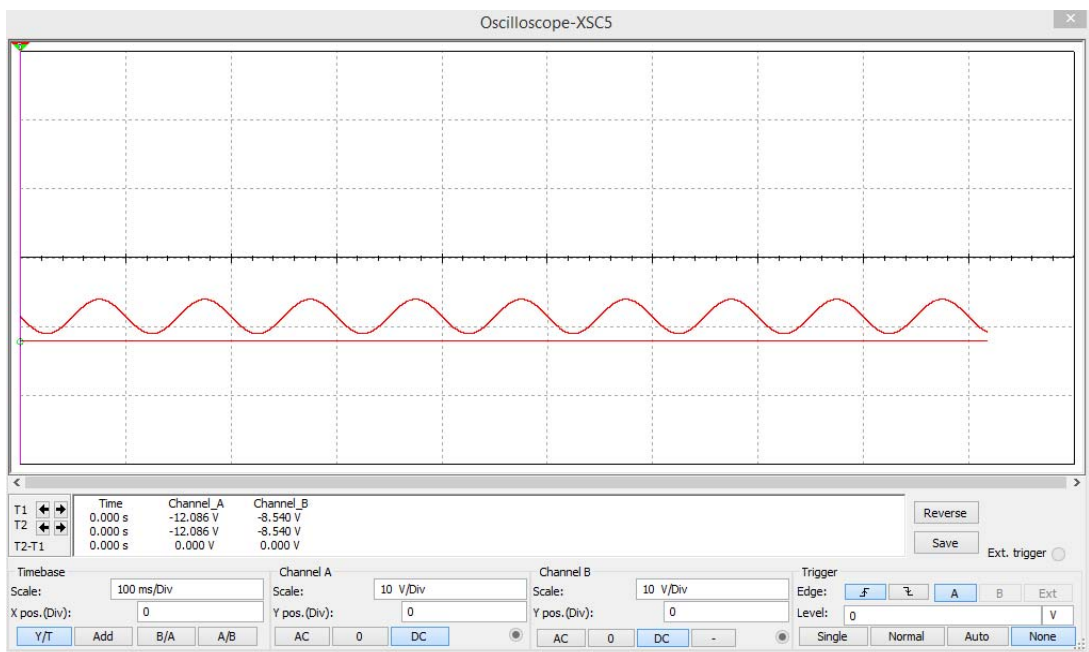 Oscilloscope-XSC5
Time Channel_A Channel_B
T1 0.000 s -12.086 V -8.540 V
T2 0.000 s -12.086 V -8.540 V
T2-T1 0.000 s 0.000 V 0.000 V
Reverse
Save
Ext. trigger
Timebase
Scale: 100 ms/Div
X pos.(Div): 0
Y/T Add B/A A/B
Channel A
Scale: 10 V/Div
Y pos.(Div): 0
AC 0 DC
Channel B
Scale: 10 V/Div
Y pos.(Div): 0
AC 0 DC -
Trigger
Edge: A B Ext
Level: 0 V
Single Normal Auto None